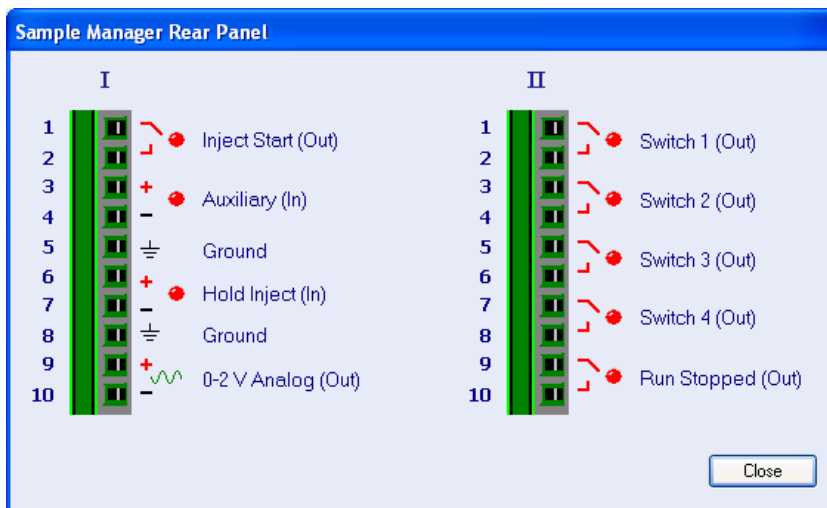 Sample Manager Rear Panel
I
1
2
3
4
5
6
7
8
9
10
Inject Start (Out)
+
Auxiliary (In)
−
Ground
+
Hold Inject (In)
−
Ground
+
0-2 V Analog (Out)
−
II
1
2
3
4
5
6
7
8
9
10
Switch 1 (Out)
Switch 2 (Out)
Switch 3 (Out)
Switch 4 (Out)
Run Stopped (Out)
Close